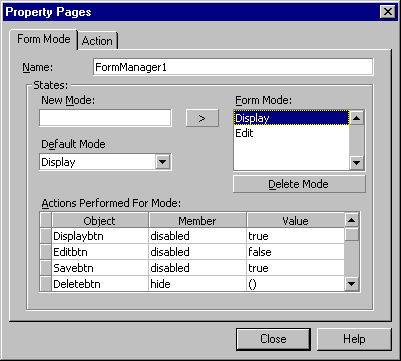 Property Pages
Form Mode Action
Name: FormManager1
States:
New Mode: Form Mode:
> Display
Edit
Default Mode
Display
Delete Mode
Actions Performed For Mode:
Object Member Value
Displaybtn disabled true
Editbtn disabled false
Savebtn disabled true
Deletebtn hide ()
Close Help